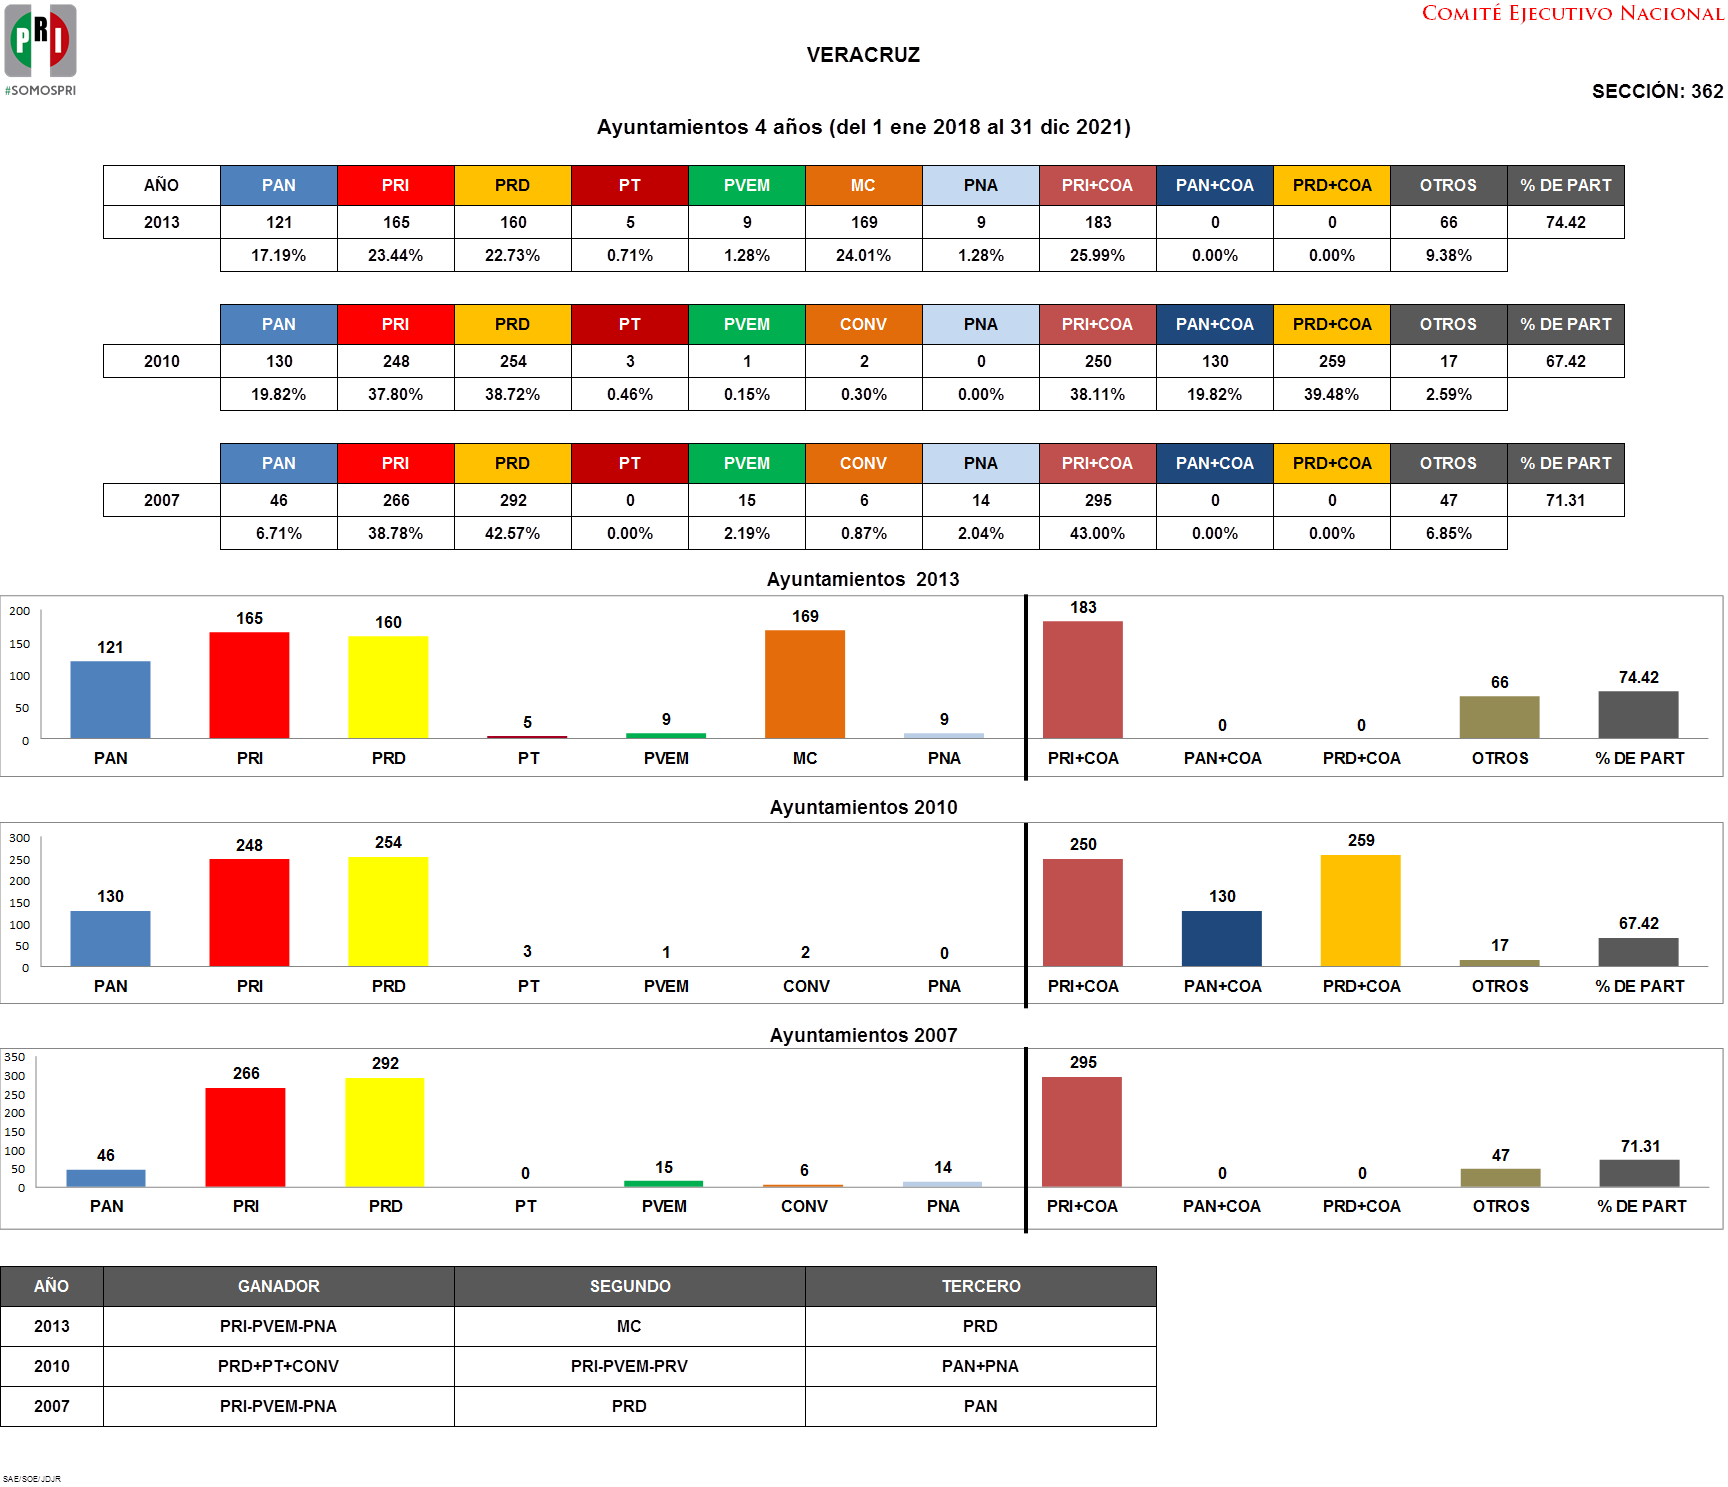 PRI
#SOMOSPRI
COMITÉ EJECUTIVO NACIONAL
VERACRUZ
SECCIÓN: 362
Ayuntamientos 4 años (del 1 ene 2018 al 31 dic 2021)
AÑO PAN PRI PRD PT PVEM MC PNA PRI+COA PAN+COA PRD+COA OTROS % DE PART
2013 121 165 160 5 9 169 9 183 0 0 66 74.42
17.19% 23.44% 22.73% 0.71% 1.28% 24.01% 1.28% 25.99% 0.00% 0.00% 9.38%
PAN PRI PRD PT PVEM CONV PNA PRI+COA PAN+COA PRD+COA OTROS % DE PART
2010 130 248 254 3 1 2 0 250 130 259 17 67.42
19.82% 37.80% 38.72% 0.46% 0.15% 0.30% 0.00% 38.11% 19.82% 39.48% 2.59%
PAN PRI PRD PT PVEM CONV PNA PRI+COA PAN+COA PRD+COA OTROS % DE PART
2007 46 266 292 0 15 6 14 295 0 0 47 71.31
6.71% 38.78% 42.57% 0.00% 2.19% 0.87% 2.04% 43.00% 0.00% 0.00% 6.85%
Ayuntamientos 2013
200
150
100
50
0
121 165 160 5 9 169 9 183 0 0 66 74.42
PAN PRI PRD PT PVEM MC PNA PRI+COA PAN+COA PRD+COA OTROS % DE PART
Ayuntamientos 2010
300
250
200
150
100
50
0
130 248 254 3 1 2 0 250 130 259 17 67.42
PAN PRI PRD PT PVEM CONV PNA PRI+COA PAN+COA PRD+COA OTROS % DE PART
Ayuntamientos 2007
350
300
250
200
150
100
50
0
46 266 292 0 15 6 14 295 0 0 47 71.31
PAN PRI PRD PT PVEM CONV PNA PRI+COA PAN+COA PRD+COA OTROS % DE PART
AÑO GANADOR SEGUNDO TERCERO
2013 PRI-PVEM-PNA MC PRD
2010 PRD+PT+CONV PRI-PVEM-PRV PAN+PNA
2007 PRI-PVEM-PNA PRD PAN
SAE/SOE/JDJR